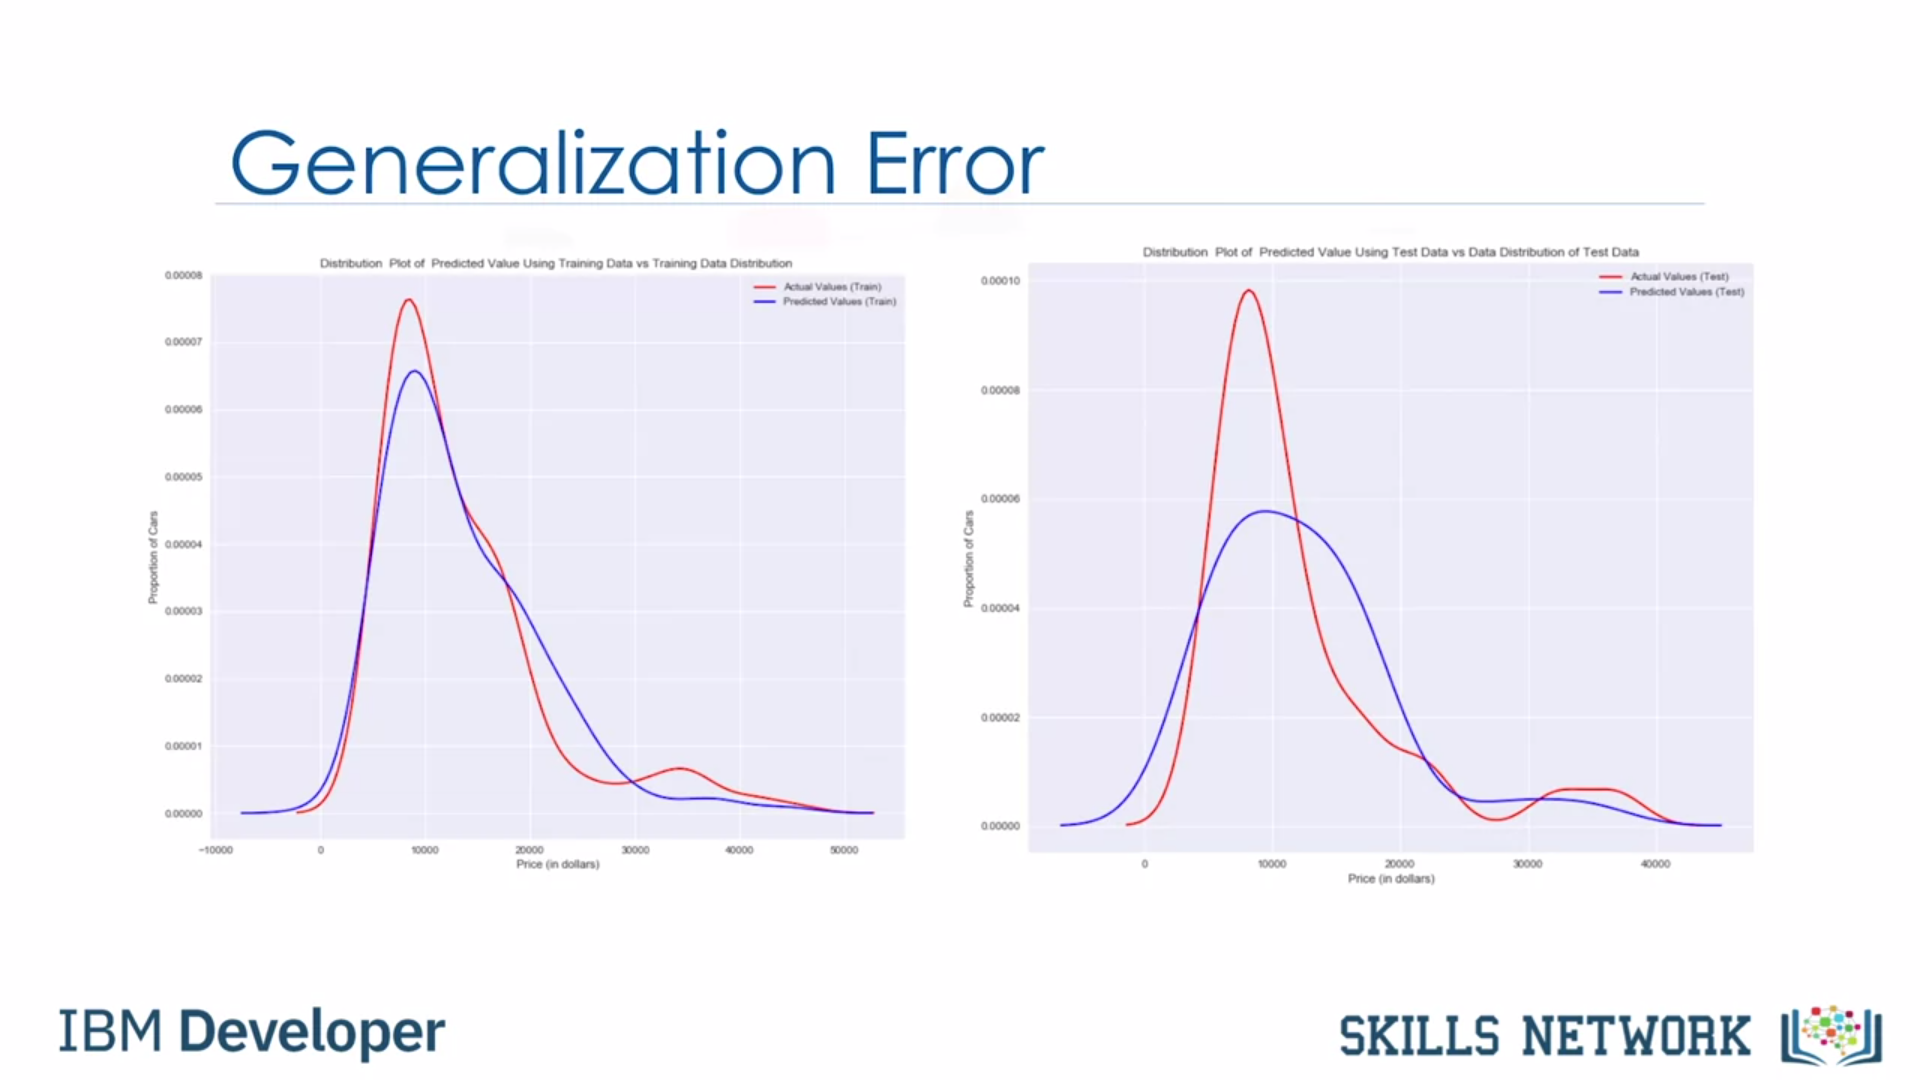 Generalization Error
Distribution Plot of Predicted Value Using Training Data vs Training Data Distribution
Actual Values (Train)
Predicted Values (Train)
0.00008
0.00007
0.00006
0.00005
0.00004
0.00003
0.00002
0.00001
0.00000
Proportion of Cars
−10000 0 10000 20000 30000 40000 50000
Price (in dollars)
Distribution Plot of Predicted Value Using Test Data vs Data Distribution of Test Data
Actual Values (Test)
Predicted Values (Test)
0.00010
0.00008
0.00006
0.00004
0.00002
0.00000
Proportion of Cars
0 10000 20000 30000 40000
Price (in dollars)
IBM Developer
SKILLS NETWORK